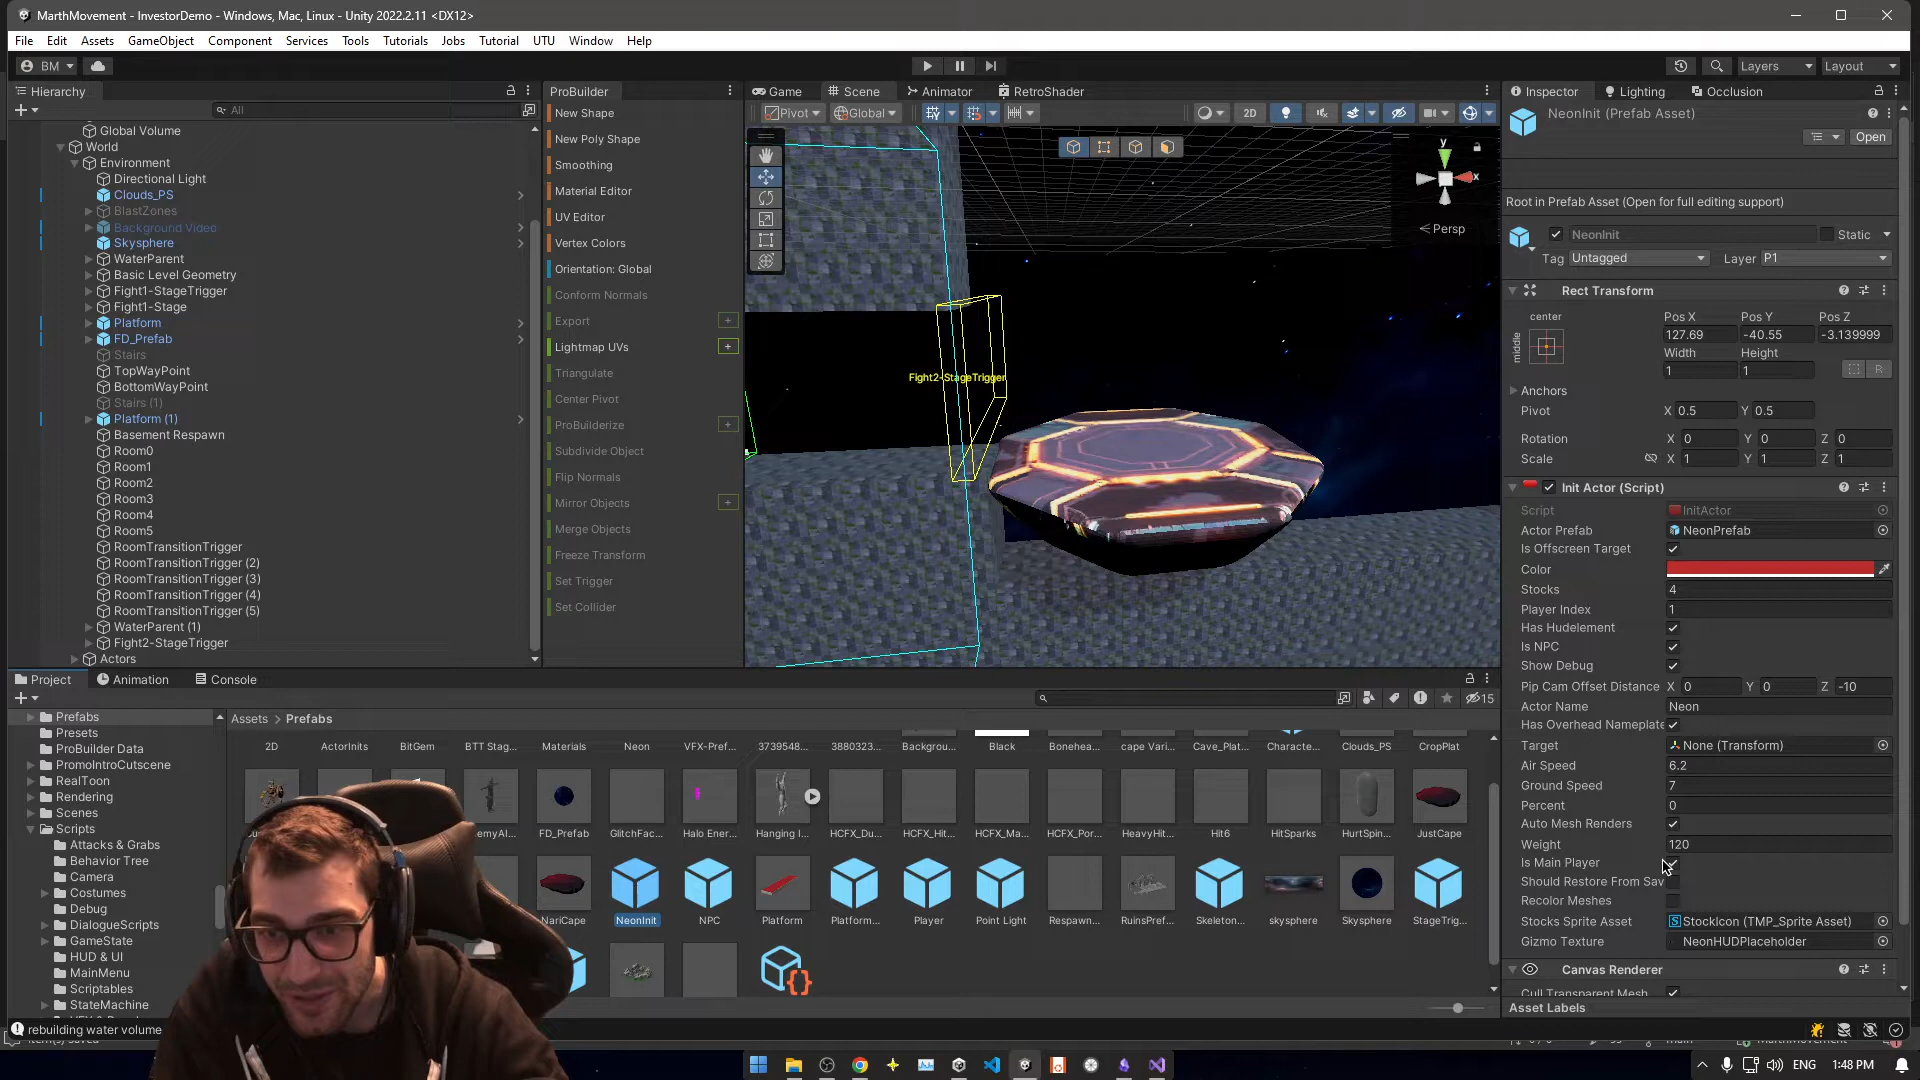 MarthMovement - InvestorDemo - Windows, Mac, Linux - Unity 2022.2.11 <DX12>
File Edit Assets GameObject Component Services Tools Tutorials Jobs Tutorial UTU Window Help
BM
Layers
Layout
Hierarchy
All
Global Volume
World
Environment
Directional Light
Clouds_PS
BlastZones
Background Video
Skysphere
WaterParent
Basic Level Geometry
Fight1-StageTrigger
Fight1-Stage
Platform
FD_Prefab
Stairs
TopWayPoint
BottomWayPoint
Stairs (1)
Platform (1)
Basement Respawn
Room0
Room1
Room2
Room3
Room4
Room5
RoomTransitionTrigger
RoomTransitionTrigger (2)
RoomTransitionTrigger (3)
RoomTransitionTrigger (4)
RoomTransitionTrigger (5)
WaterParent (1)
Fight2-StageTrigger
Actors
ProBuilder
New Shape
New Poly Shape
Smoothing
Material Editor
UV Editor
Vertex Colors
Orientation: Global
Conform Normals
Export
Lightmap UVs
Triangulate
Center Pivot
ProBuilderize
Subdivide Object
Flip Normals
Mirror Objects
Merge Objects
Freeze Transform
Set Trigger
Set Collider
Game Scene Animator RetroShader
Pivot Global
2D
y
x
Persp
Fight2-StageTrigger
Inspector Lighting Occlusion
NeonInit (Prefab Asset)
Open
Root in Prefab Asset (Open for full editing support)
NeonInit Static
Tag Untagged Layer P1
Rect Transform
center
middle
Pos X Pos Y Pos Z
127.69 -40.55 -3.139999
Width Height
1 1
R
Anchors
Pivot X 0.5 Y 0.5
Rotation X 0 Y 0 Z 0
Scale X 1 Y 1 Z 1
Init Actor (Script)
Script InitActor
Actor Prefab NeonPrefab
Is Offscreen Target
Color
Stocks 4
Player Index 1
Has Hudelement
Is NPC
Show Debug
Pip Cam Offset Distance X 0 Y 0 Z -10
Actor Name Neon
Has Overhead Nameplate
Target None (Transform)
Air Speed 6.2
Ground Speed 7
Percent 0
Auto Mesh Renders
Weight 120
Is Main Player
Should Restore From Sav
Recolor Meshes
Stocks Sprite Asset StockIcon (TMP_Sprite Asset)
Gizmo Texture NeonHUDPlaceholder
Canvas Renderer
Cull Transparent Mesh
Asset Labels
Project Animation Console
15
Prefabs
Presets
ProBuilder Data
PromoIntroCutscene
RealToon
Rendering
Scenes
Scripts
Attacks & Grabs
Behavior Tree
Camera
Costumes
Debug
DialogueScripts
GameState
HUD & UI
MainMenu
Scriptables
StateMachine
Assets > Prefabs
2D ActorInits BitGem BTT Stag... Materials Neon VFX-Pref... 3739548... 3880323... Backgrou... Black Bonehea... cape Vari... Cave_Plat... Characte... Clouds_PS CropPlat
emyAI... FD_Prefab GlitchFac... Halo Ener... Hanging I... HCFX_Du... HCFX_Hit... HCFX_Ma... HCFX_Por... HeavyHit... Hit6 HitSparks HurtSpin... JustCape
NariCape NeonInit NPC Platform Platform... Player Point Light Respawn... RuinsPref... Skeleton... skysphere Skysphere StageTrig...
rebuilding water volume
ENG 1:48 PM